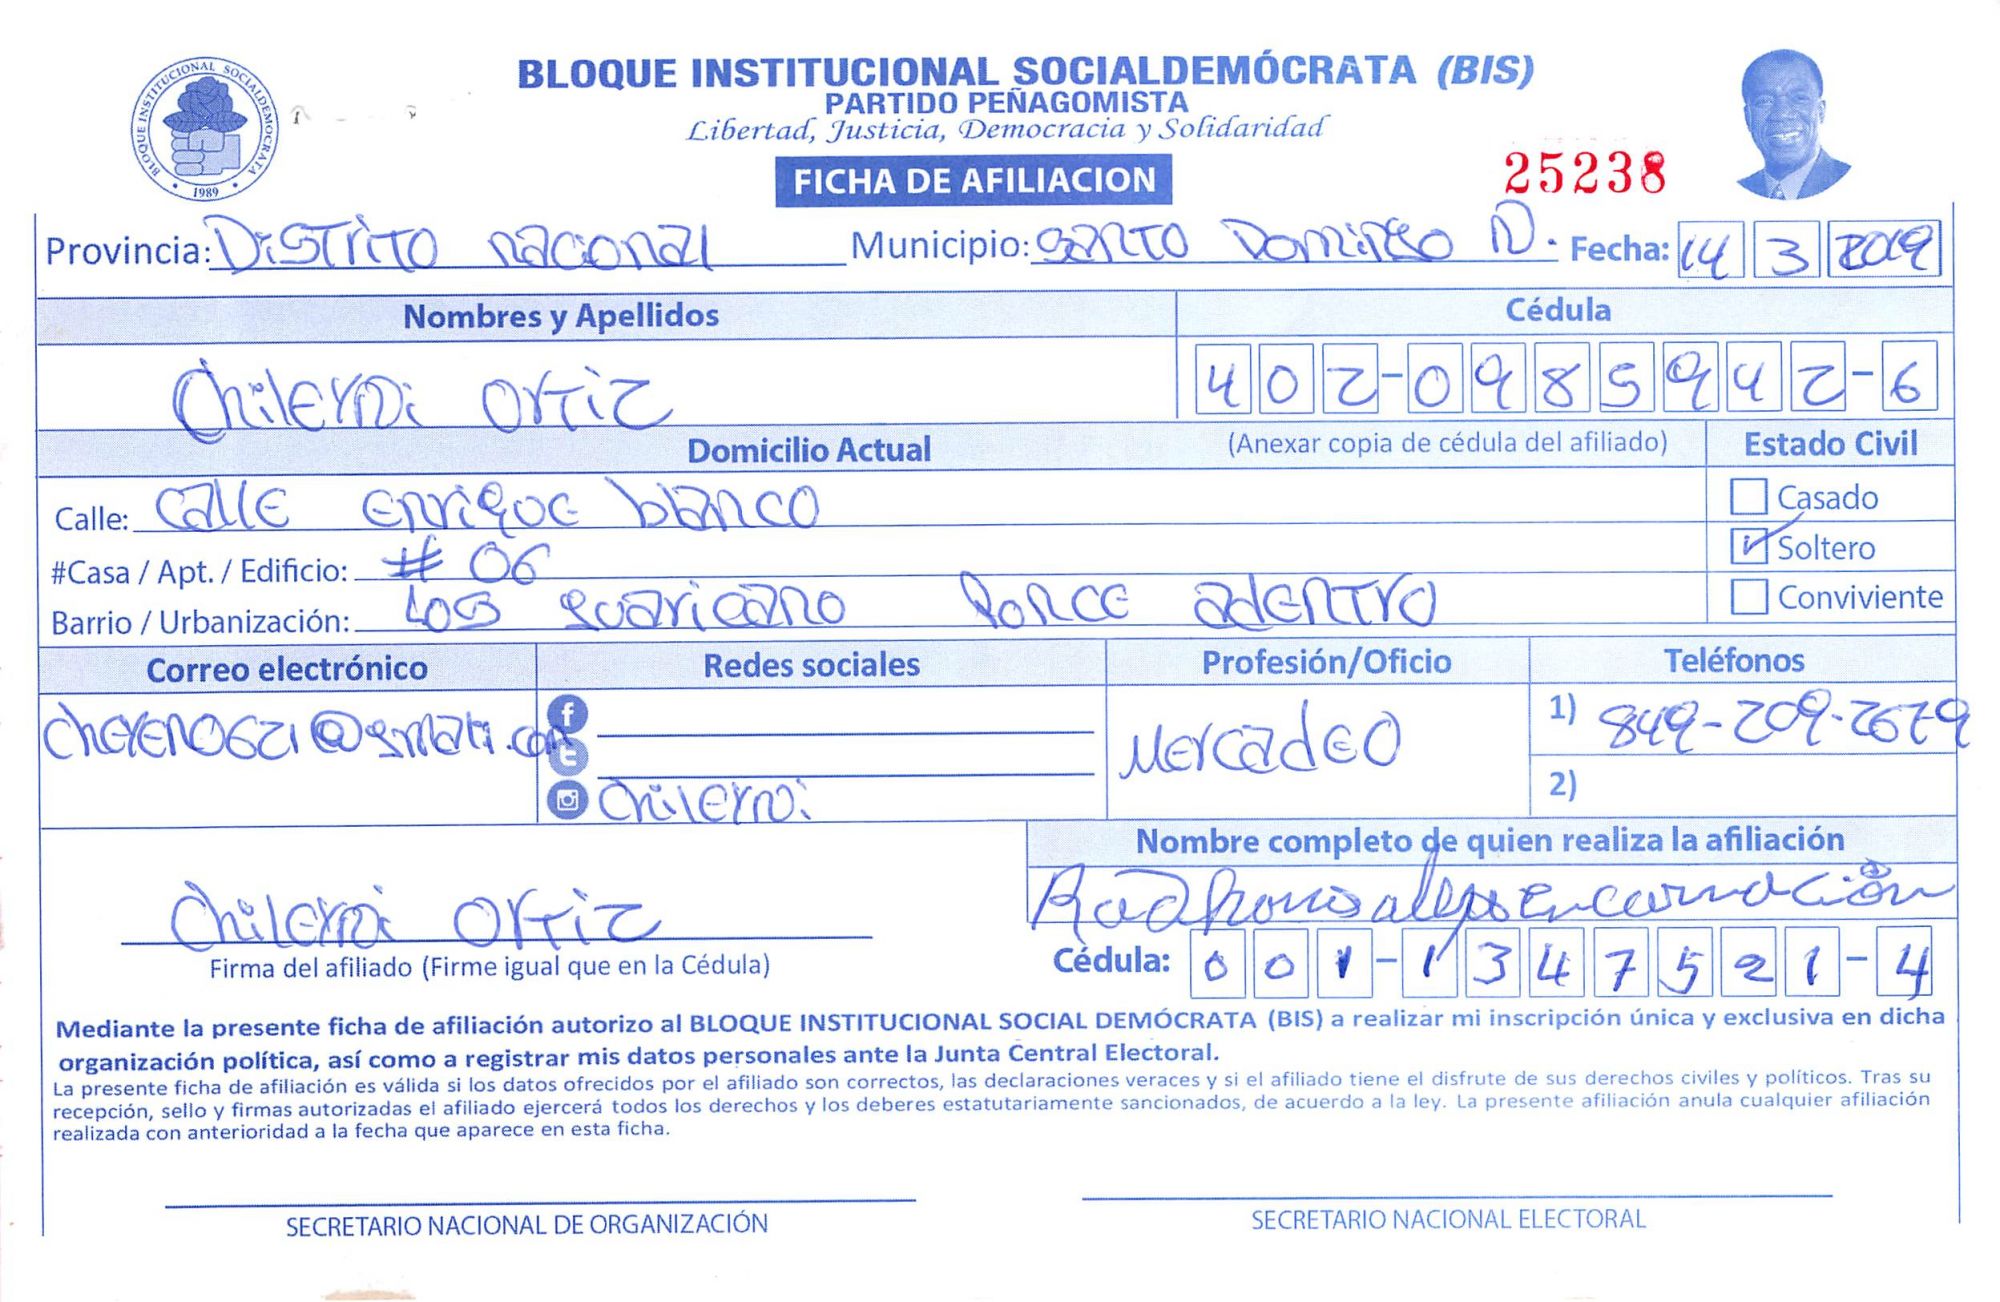 BLOQUE INSTITUCIONAL SOCIALDEMOCRATA
1989
BLOQUE INSTITUCIONAL SOCIALDEMÓCRATA (BIS)
PARTIDO PEÑAGOMISTA
Libertad, Justicia, Democracia y Solidaridad
FICHA DE AFILIACION
25238
Provincia: Distrito nacional Municipio: santo Domingo N. Fecha: 14 3 2019
Nombres y Apellidos Cédula
Chilerni Ortiz 402-0985942-6
Domicilio Actual (Anexar copia de cédula del afiliado) Estado Civil
Calle: Calle enrique blanco Casado
#Casa / Apt. / Edificio: # 06 Soltero
Barrio / Urbanización: Los guaricano Ponce adentro Conviviente
Correo electrónico Redes sociales Profesión/Oficio Teléfonos
Mercadeo 1) 849-209-2679
Chilerni 2)
Nombre completo de quien realiza la afiliación
Encarnación
Chilerni Ortiz
Firma del afiliado (Firme igual que en la Cédula) Cédula: 001-1347521-4
Mediante la presente ficha de afiliación autorizo al BLOQUE INSTITUCIONAL SOCIAL DEMÓCRATA (BIS) a realizar mi inscripción única y exclusiva en dicha
organización política, así como a registrar mis datos personales ante la Junta Central Electoral.
La presente ficha de afiliación es válida si los datos ofrecidos por el afiliado son correctos, las declaraciones veraces y si el afiliado tiene el disfrute de sus derechos civiles y políticos. Tras su
recepción, sello y firmas autorizadas el afiliado ejercerá todos los derechos y los deberes estatutariamente sancionados, de acuerdo a la ley. La presente afiliación anula cualquier afiliación
realizada con anterioridad a la fecha que aparece en esta ficha.
SECRETARIO NACIONAL DE ORGANIZACIÓN SECRETARIO NACIONAL ELECTORAL